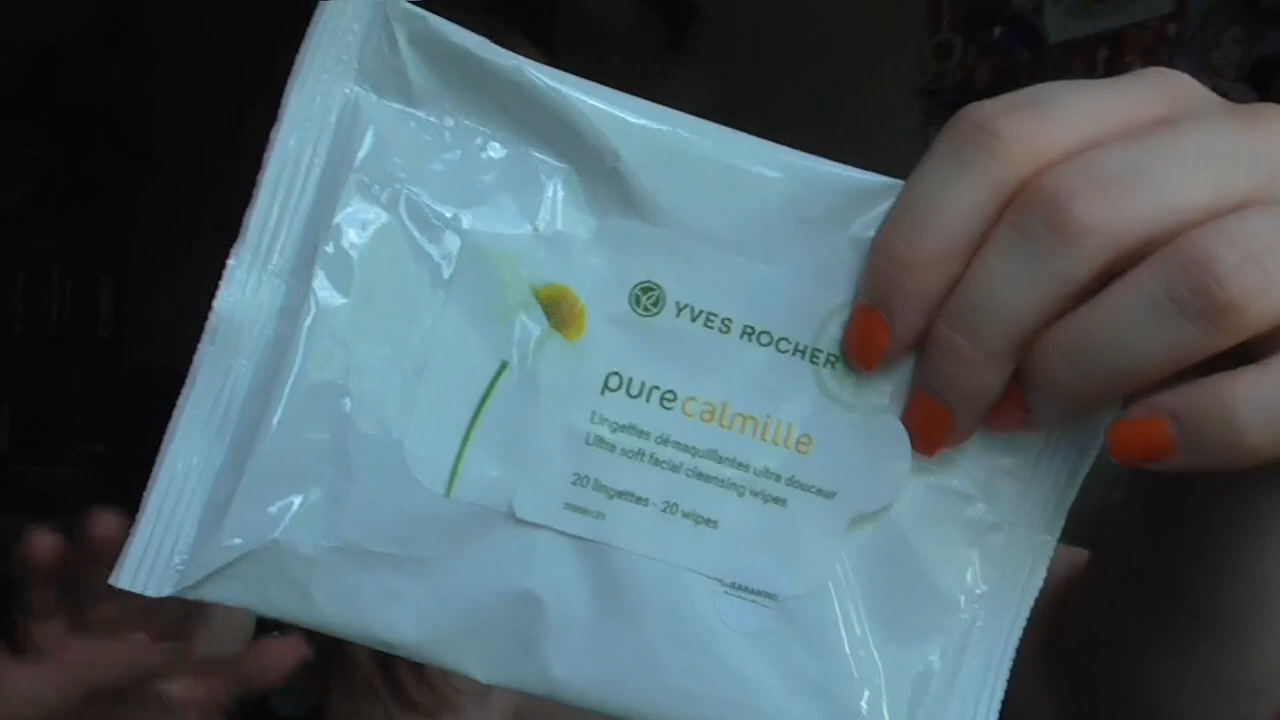 YVES ROCHER
pure calmille
Lingettes démaquillantes ultra douceur
Ultra soft facial cleansing wipes
20 lingettes - 20 wipes